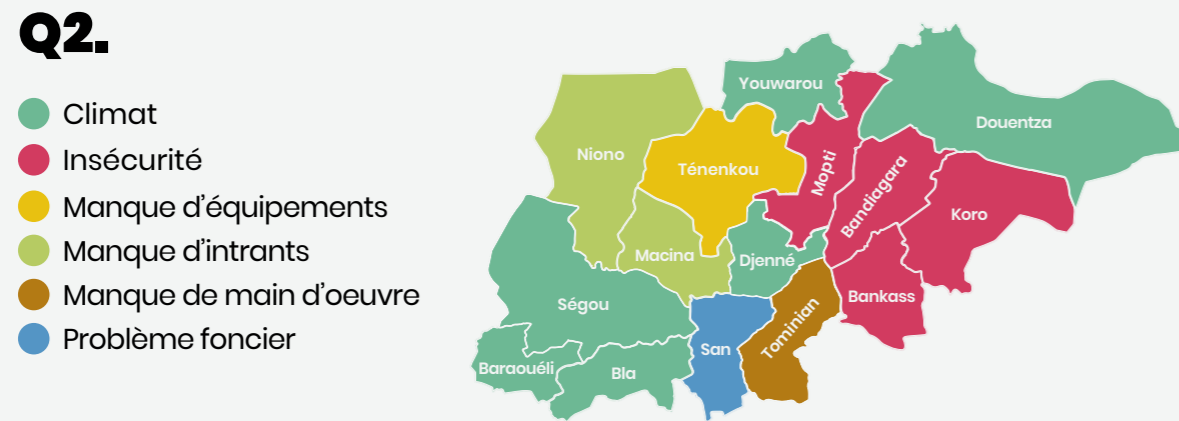 Q2.
Climat
Insécurité
Manque d'équipements
Manque d'intrants
Manque de main d'oeuvre
Problème foncier
Youwarou
Douentza
Niono
Ténenkou
Mopti
Bandiagara
Koro
Macina
Djenné
Bankass
Ségou
Tominian
San
Baraouéli
Bla